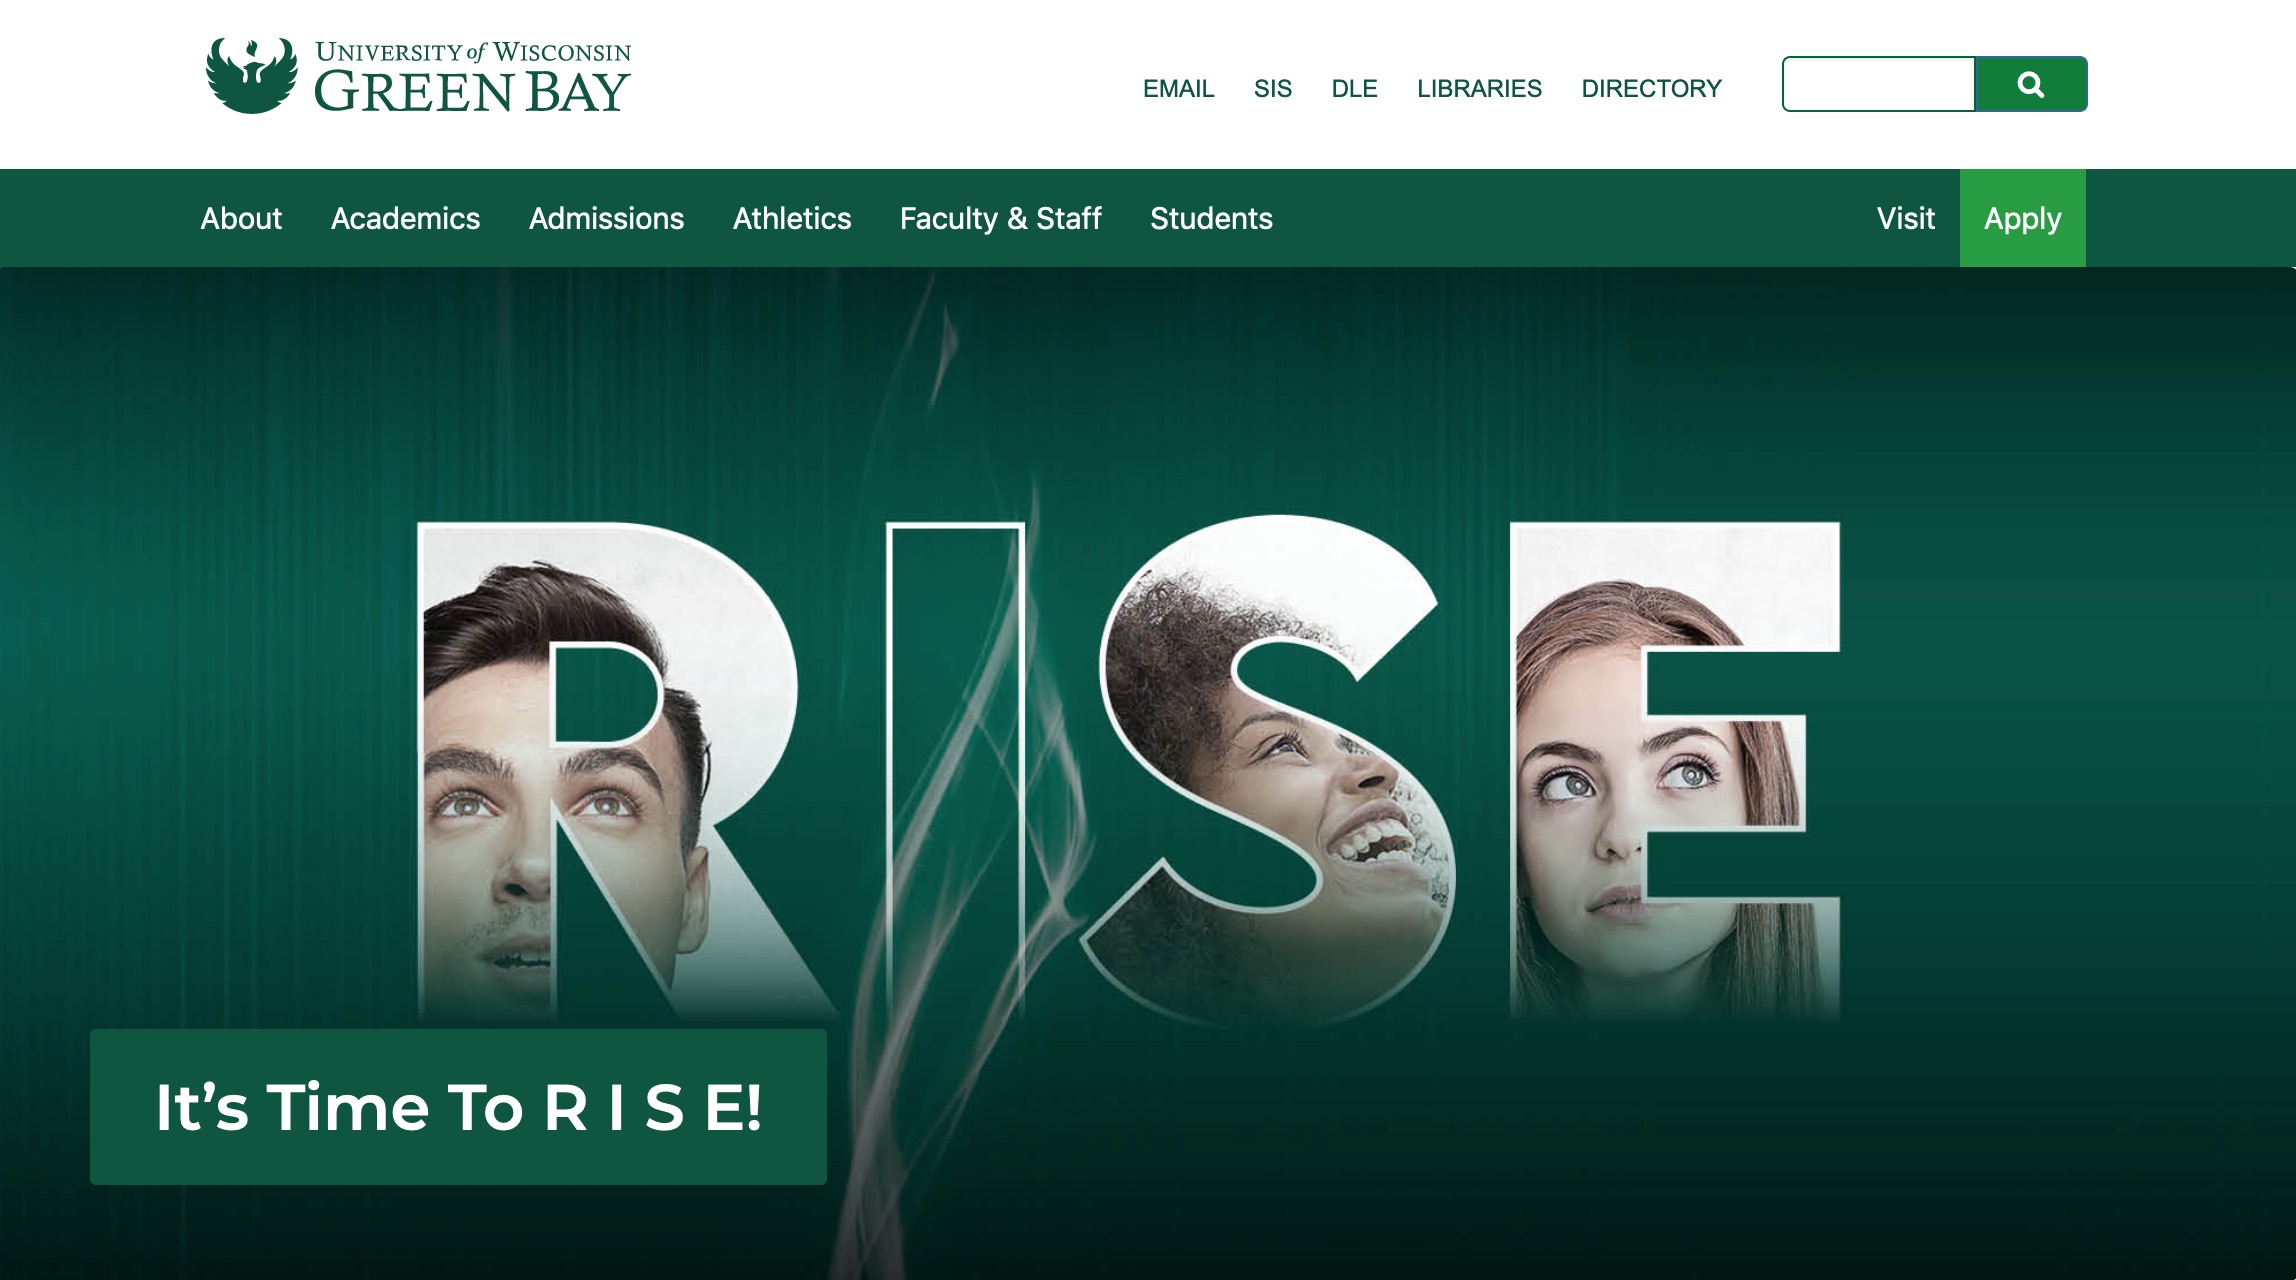 University of Wisconsin
Green Bay
EMAIL SIS DLE LIBRARIES DIRECTORY
About Academics Admissions Athletics Faculty & Staff Students Visit Apply
RISE
It’s Time To R I S E!